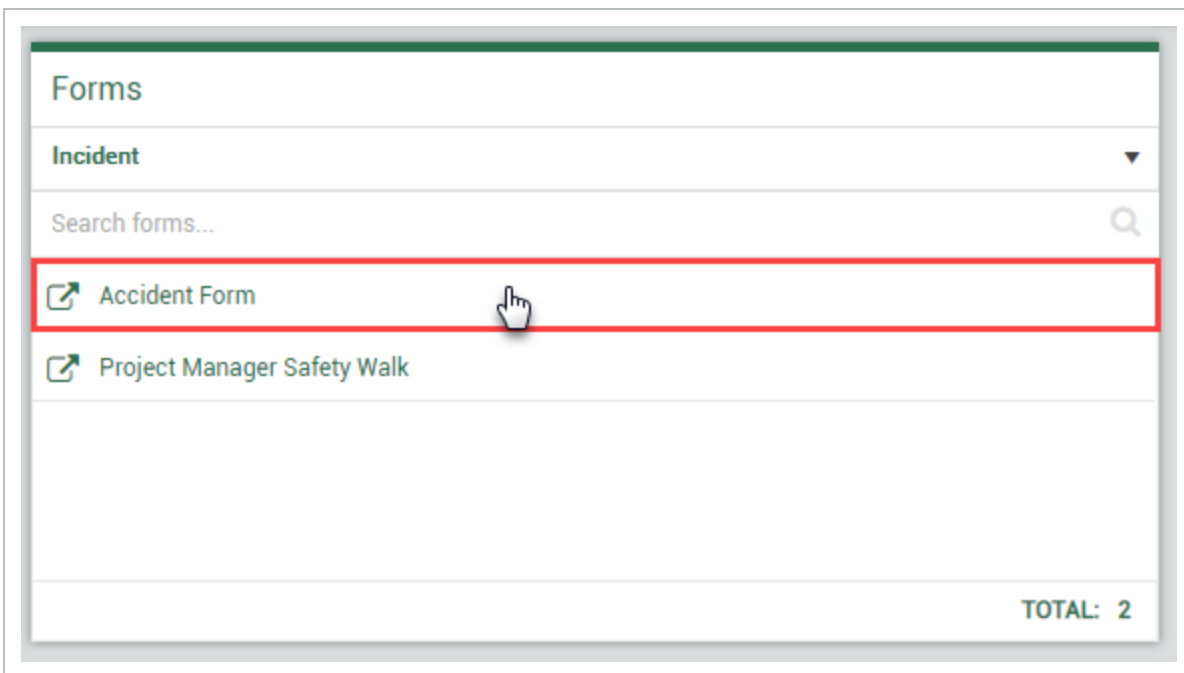 Forms
Incident
Search forms...
Accident Form
Project Manager Safety Walk
TOTAL: 2